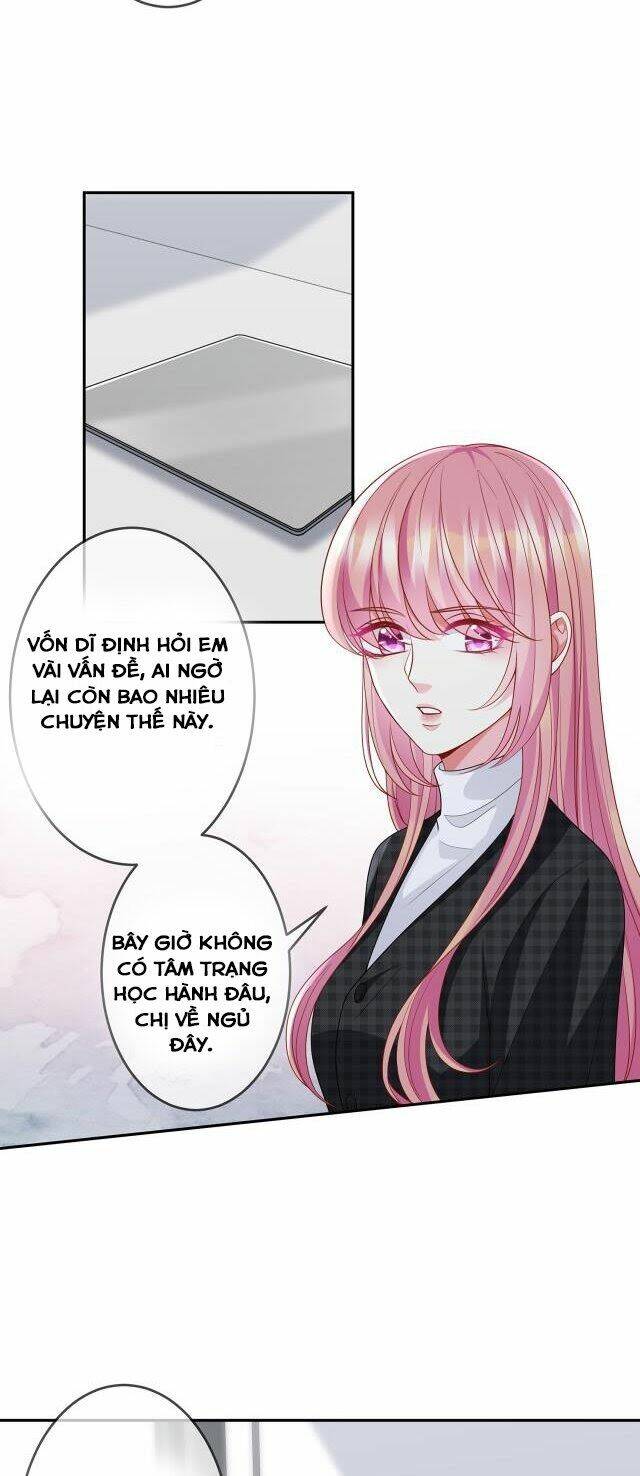 VỐN DĨ ĐỊNH HỎI EM
VÀI VẤN ĐỀ, AI NGỜ
LẠI CÒN BAO NHIÊU
CHUYỆN THẾ NÀY.
BÂY GIỜ KHÔNG
CÓ TÂM TRẠNG
HỌC HÀNH ĐÂU,
CHỊ VỀ NGỦ
ĐÂY.